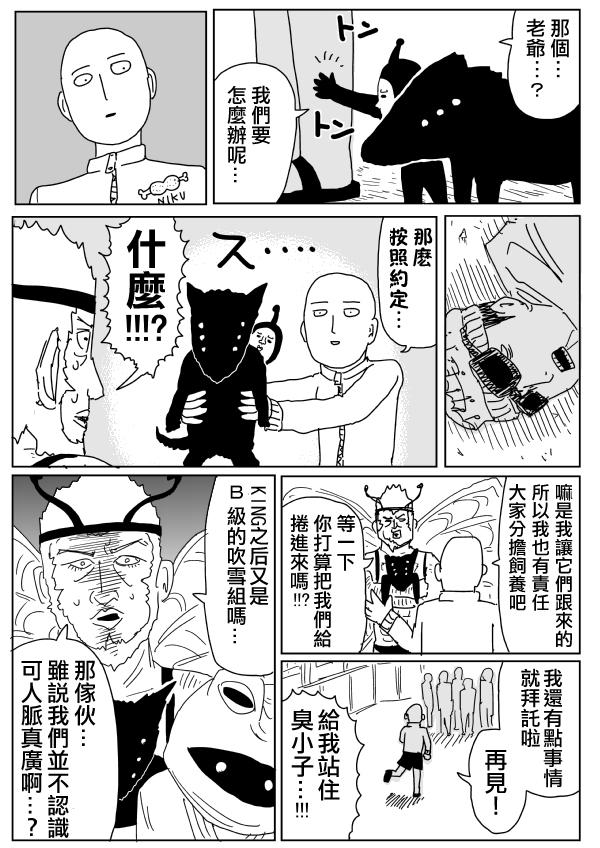 那個…
老爺…?
トン
トン
我們要
怎麼辦呢…
NIKU
那麽
按照約定…
ス‥‥
什麼!!!?
嘛是我讓它們跟來的
所以我也有責任
大家分擔飼養吧
等一下
你打算把我們給
捲進來嗎!!!?
我還有點事情
就拜託啦
再見！
給我站住
臭小子…!!!
KING之后又是
B級的吹雪組嗎…
那傢伙…
雖説我們並不認識
可人脈真廣啊…?